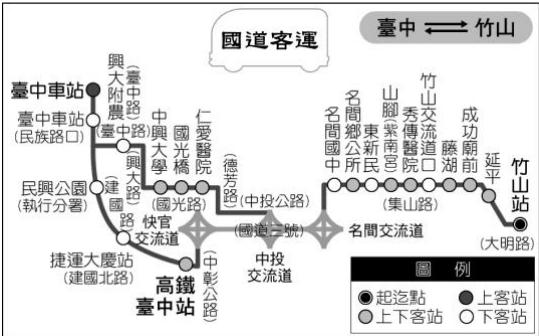 國道客運
臺中 ⇌ 竹山
臺中車站
臺中車站
(民族路口)
(臺中路)
興大附農
(臺中路)
(興大路)
中興大學
國光橋
仁愛醫院
(國光路)
(德芳路)
(中投公路)
民興公園
(執行分署)
(建國路)
捷運大慶站
(建國北路)
高鐵
臺中站
(中彰公路)
快官
交流道
(國道三號)
中投
交流道
名間交流道
名間國中
名間鄉公所
東新民
山腳(紫南宮)
秀傳醫院
竹山交流道口
藤湖
成功廟前
延平
竹山站
(集山路)
(大明路)
圖例
起迄點
上客站
上下客站
下客站